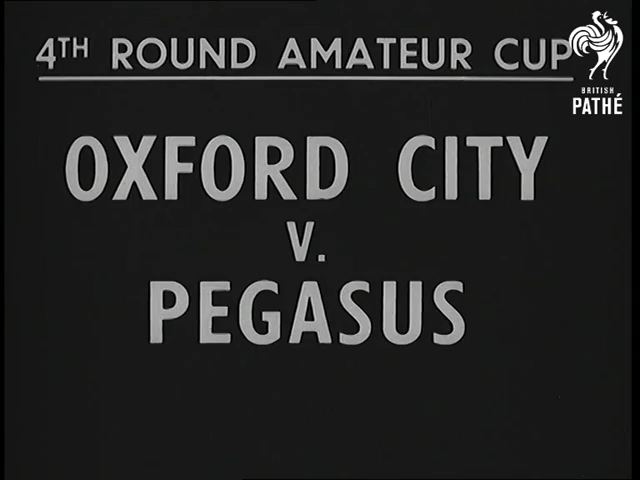 4TH ROUND AMATEUR CUP
BRITISH
PATHÉ
OXFORD CITY
V.
PEGASUS